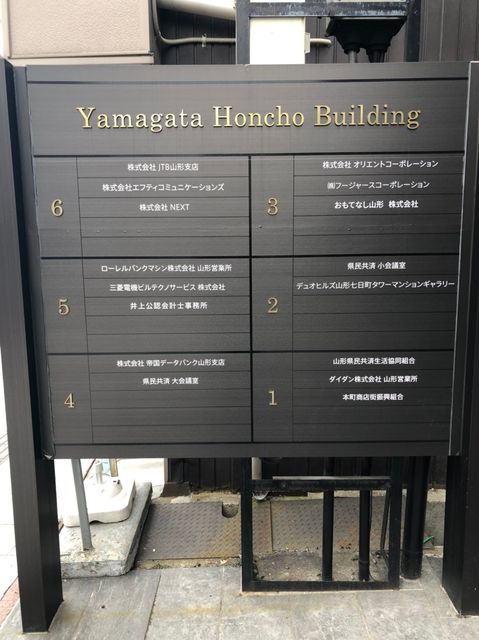 Yamagata Honcho Building
6
株式会社 JTB山形支店
株式会社エフティコミュニケーションズ
株式会社 NEXT
3
株式会社 オリエントコーポレーション
㈱フージャースコーポレーション
おもてなし山形 株式会社
5
ローレルバンクマシン株式会社 山形営業所
三菱電機ビルテクノサービス 株式会社
井上公認会計士事務所
2
県民共済 小会議室
デュオヒルズ山形七日町タワーマンションギャラリー
4
株式会社 帝国データバンク山形支店
県民共済 大会議室
1
山形県民共済生活協同組合
ダイダン株式会社 山形営業所
本町商店街振興組合